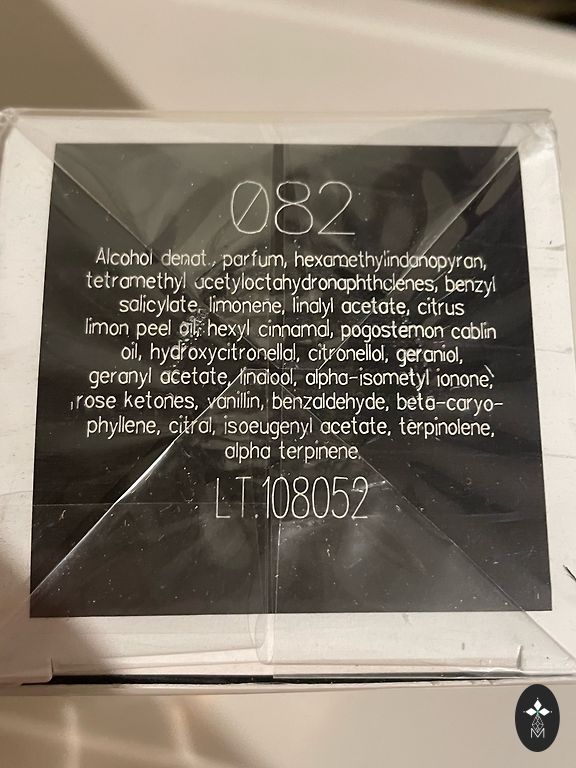 082
Alcohol denat., parfum, hexamethylindanopyran,
tetramethyl acetyloctahydronaphthalenes, benzyl
salicylate, limonene, linalyl acetate, citrus
limon peel oil, hexyl cinnamal, pogostemon cablin
oil, hydroxycitronellal, citronellol, geraniol,
geranyl acetate, linalool, alpha-isometyl ionone,
rose ketones, vanillin, benzaldehyde, beta-caryo-
phyllene, citral, isoeugenyl acetate, terpinolene,
alpha terpinene.
LT 108052
M